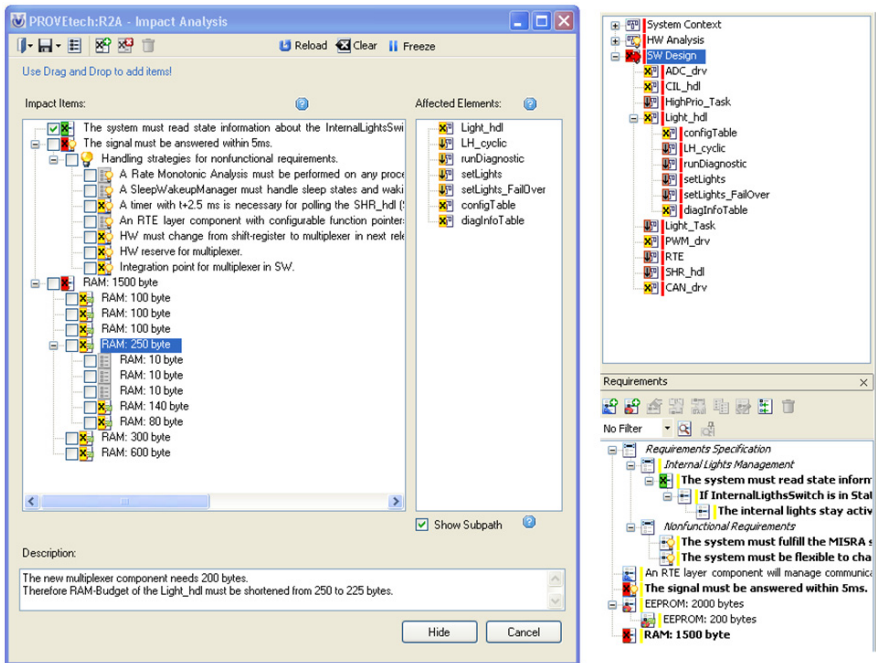 PROVEtech:R2A - Impact Analysis
Reload Clear Freeze
Use Drag and Drop to add items!
Impact Items:
The system must read state information about the InternalLightsSwi
The signal must be answered within 5ms.
Handling strategies for nonfunctional requirements.
A Rate Monotonic Analysis must be performed on any proce
A SleepWakeupManager must handle sleep states and waki
A timer with t+2.5 ms is necessary for polling the SHR_hdl (S
An RTE layer component with configurable function pointer
HW must change from shift-register to multiplexer in next rele
HW reserve for multiplexer.
Integration point for multiplexer in SW.
RAM: 1500 byte
RAM: 100 byte
RAM: 100 byte
RAM: 100 byte
RAM: 250 byte
RAM: 10 byte
RAM: 10 byte
RAM: 10 byte
RAM: 140 byte
RAM: 80 byte
RAM: 300 byte
RAM: 600 byte
Affected Elements:
Light_hdl
LH_cyclic
runDiagnostic
setLights
setLights_FailOver
configTable
diagInfoTable
Show Subpath
Description:
The new multiplexer component needs 200 bytes.
Therefore RAM-Budget of the Light_hdl must be shortened from 250 to 225 bytes.
Hide Cancel
System Context
HW Analysis
SW Design
ADC_drv
CIL_hdl
HighPrio_Task
Light_hdl
configTable
LH_cyclic
runDiagnostic
setLights
setLights_FailOver
diagInfoTable
Light_Task
PWM_drv
RTE
SHR_hdl
CAN_drv
Requirements
No Filter
Requirements Specification
Internal Lights Management
The system must read state inform
If InternalLigthsSwitch is in Stat
The internal lights stay activ
Nonfunctional Requirements
The system must fulfill the MISRA s
The system must be flexible to cha
An RTE layer component will manage communica
The signal must be answered within 5ms.
EEPROM: 2000 bytes
EEPROM: 200 bytes
RAM: 1500 byte